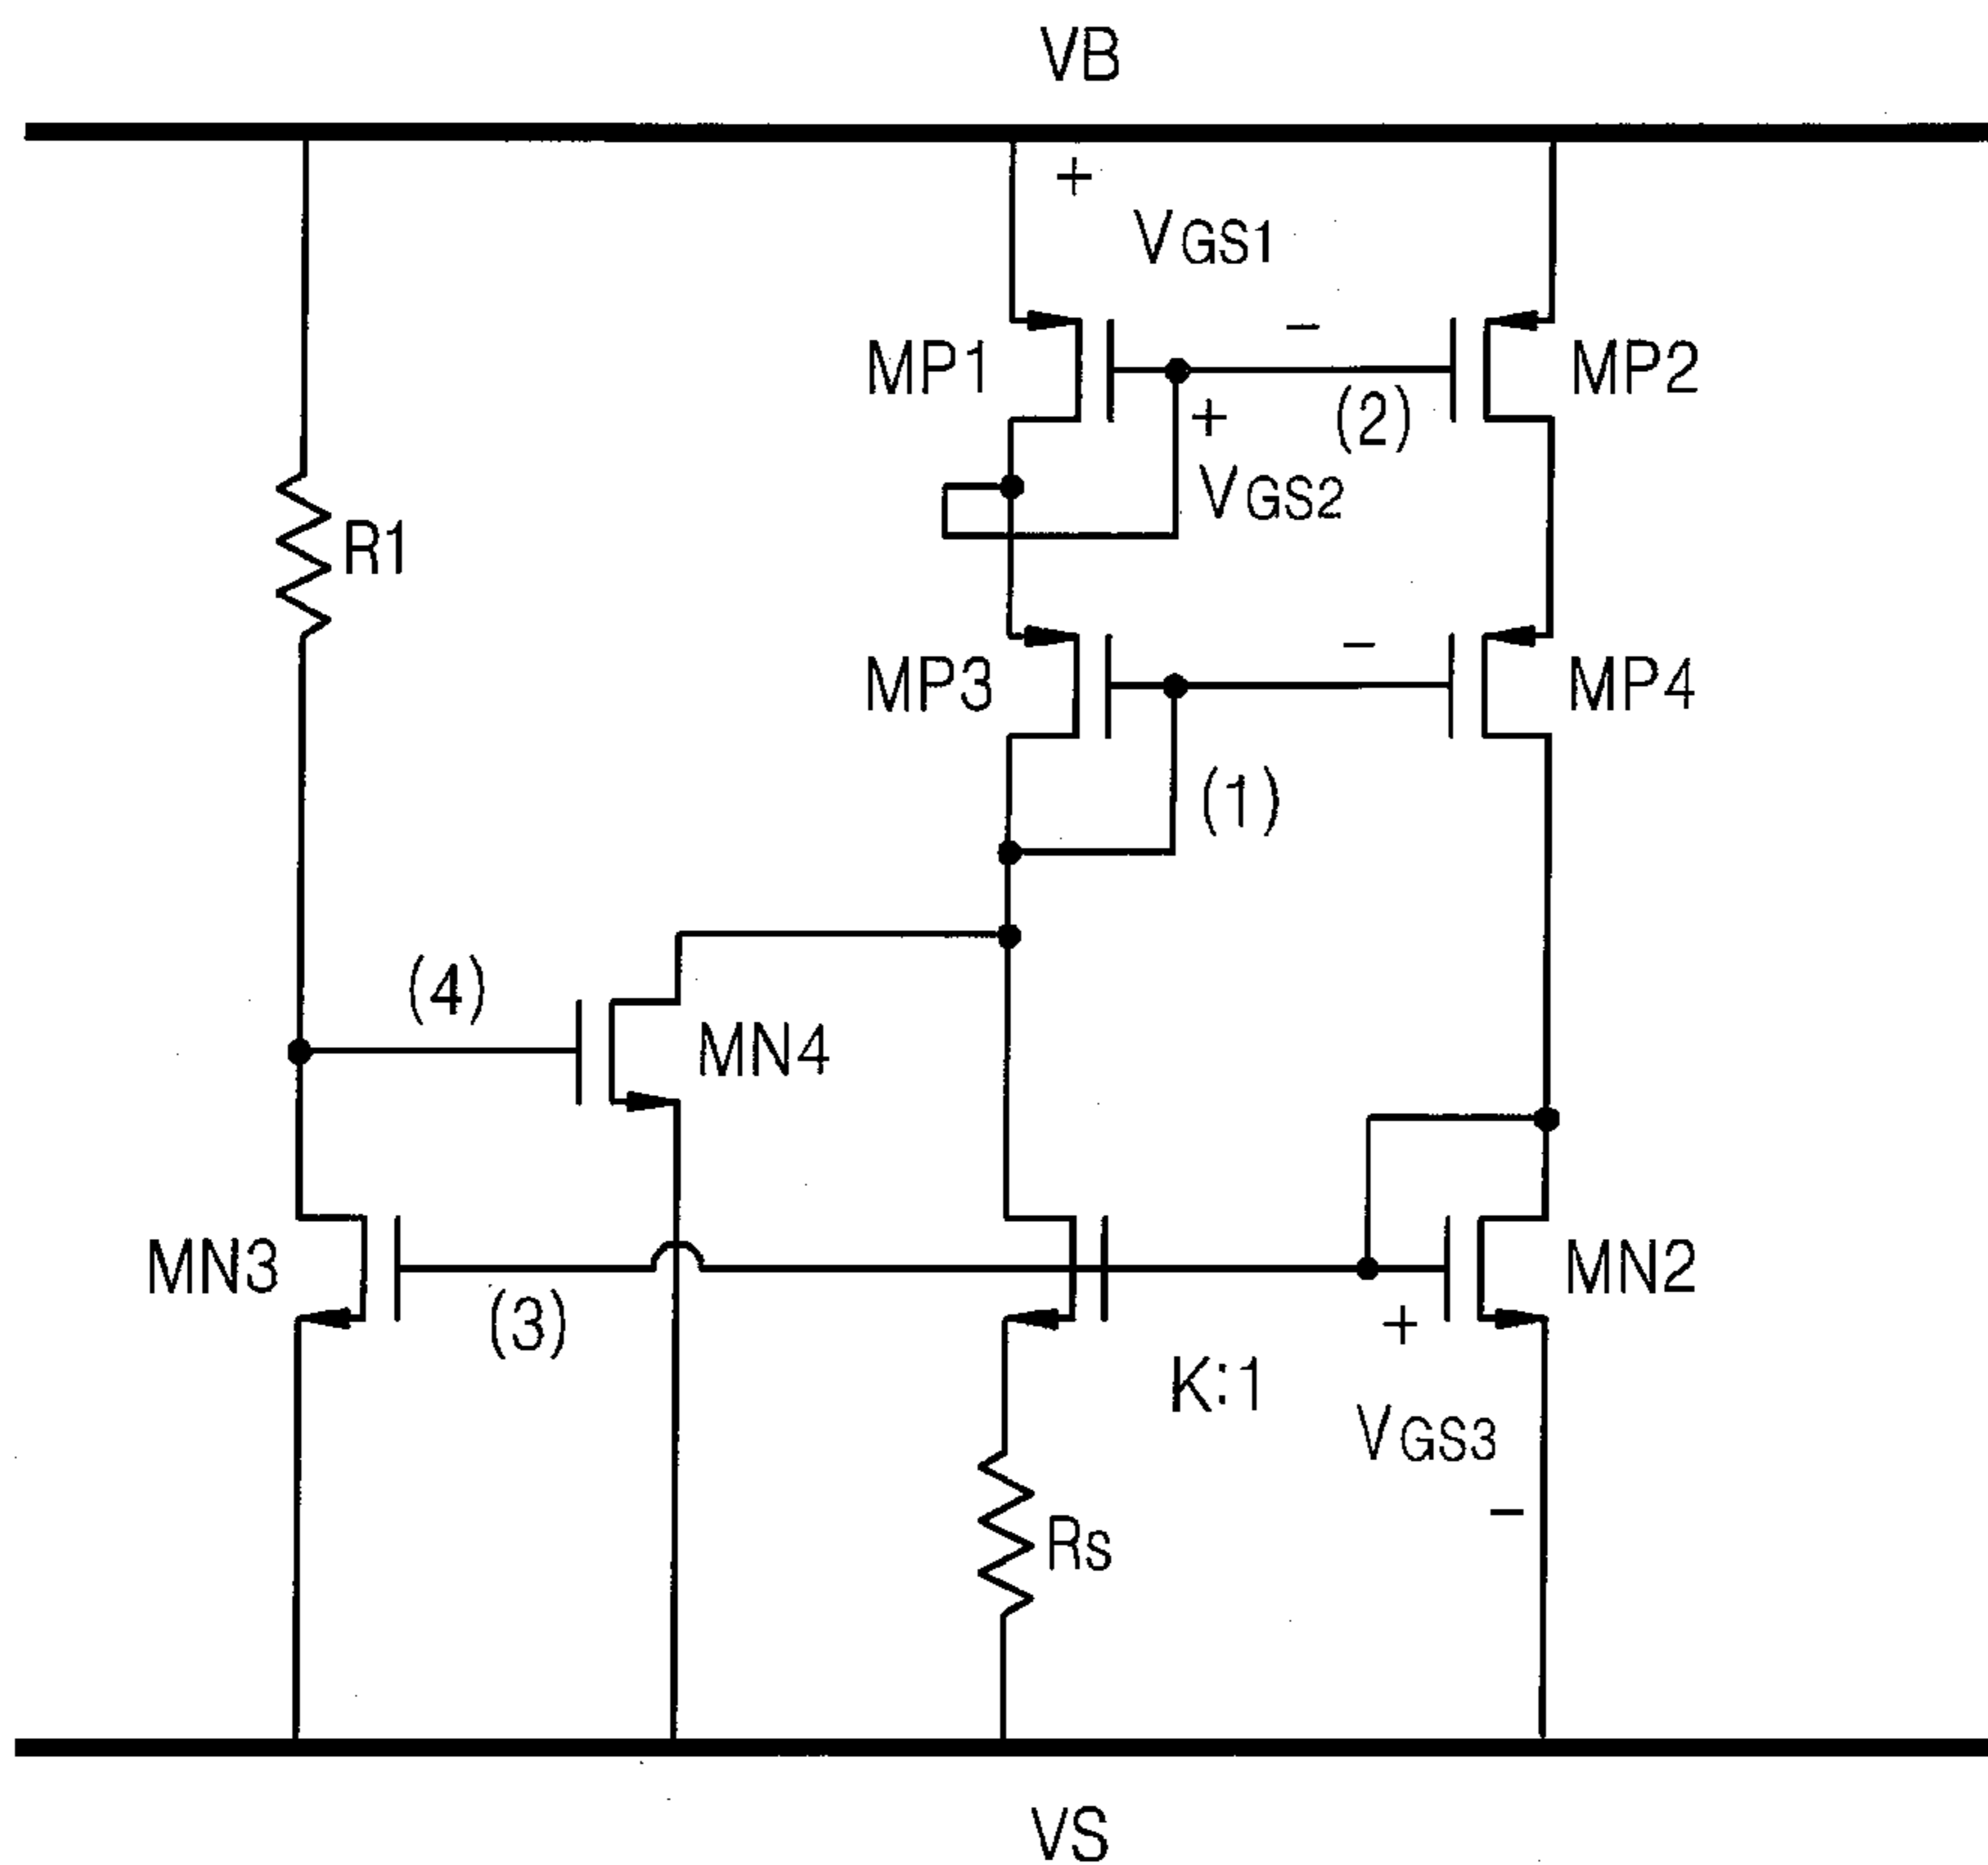 VB
+
VGS1
−
MP1
MP2
+
(2)
VGS2
R1
−
MP3
MP4
(1)
(4)
MN4
MN3
MN2
(3)
+
K:1
VGS3
−
Rs
VS